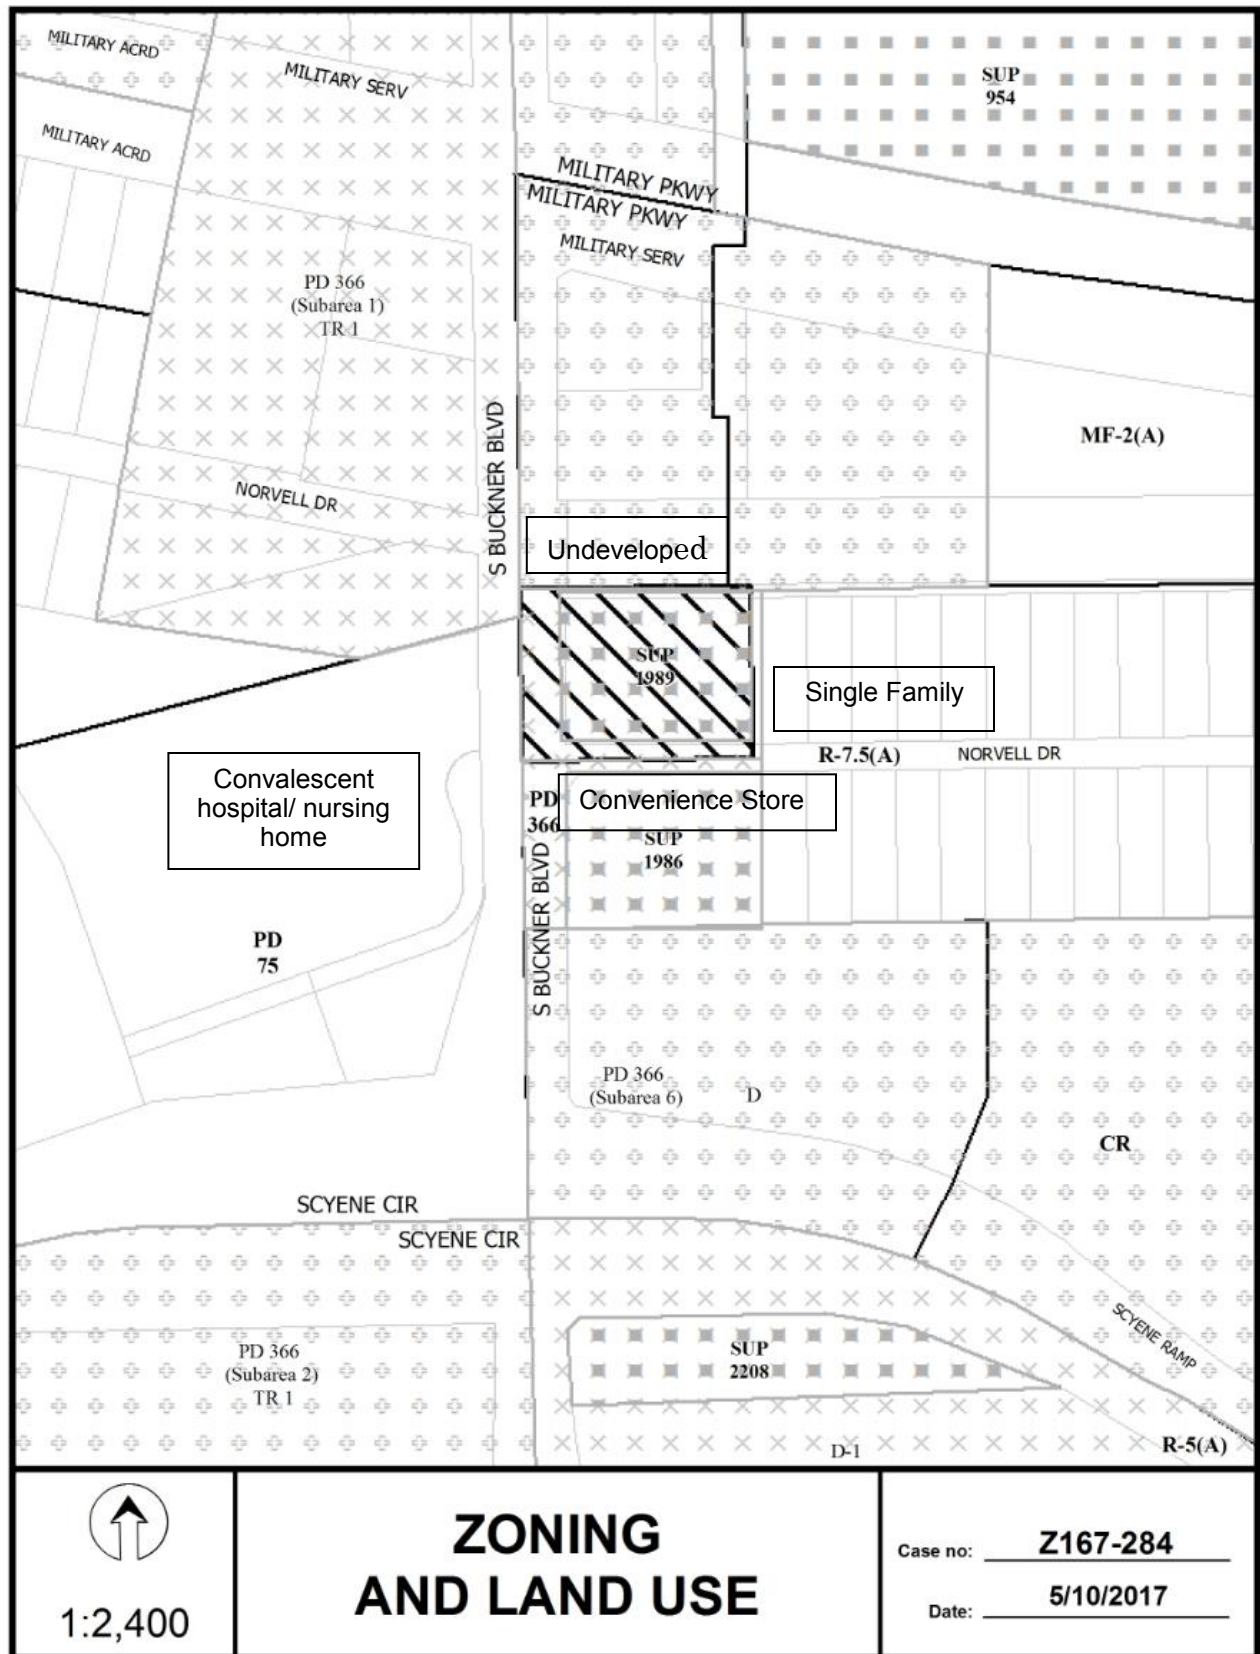 MILITARY ACRD
MILITARY SERV
SUP
954
MILITARY ACRD
MILITARY PKWY
MILITARY PKWY
MILITARY SERV
PD 366
(Subarea 1)
TR 1
S BUCKNER BLVD
MF-2(A)
NORVELL DR
Undeveloped
SUP
1989
Single Family
R-7.5(A)
NORVELL DR
Convalescent
hospital/ nursing
home
PD
366
Convenience Store
SUP
1986
S BUCKNER BLVD
PD
75
PD 366
(Subarea 6)
D
CR
SCYENE CIR
SCYENE CIR
SCYENE RAMP
PD 366
(Subarea 2)
TR 1
SUP
2208
D-1
R-5(A)
1:2,400
ZONING
AND LAND USE
Case no: Z167-284
Date: 5/10/2017